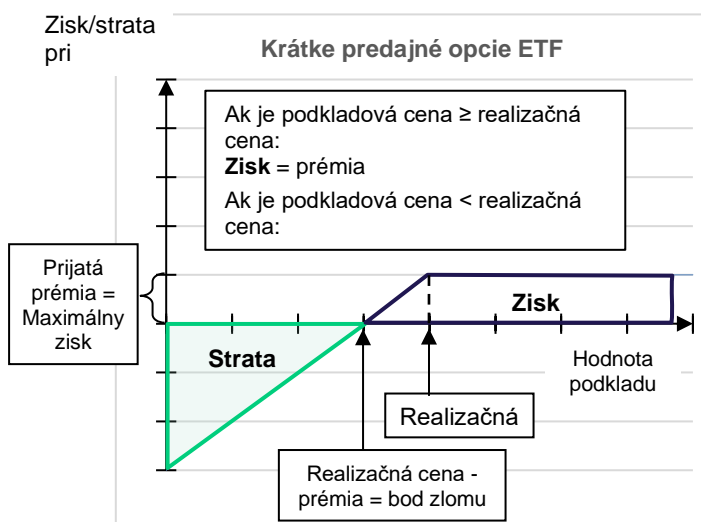 Zisk/strata
pri
Krátke predajné opcie ETF
Ak je podkladová cena ≥ realizačná
cena:
Zisk = prémia
Ak je podkladová cena < realizačná
cena:
Prijatá
prémia =
Maximálny
zisk
Zisk
Strata
Hodnota
podkladu
Realizačná
Realizačná cena -
prémia = bod zlomu